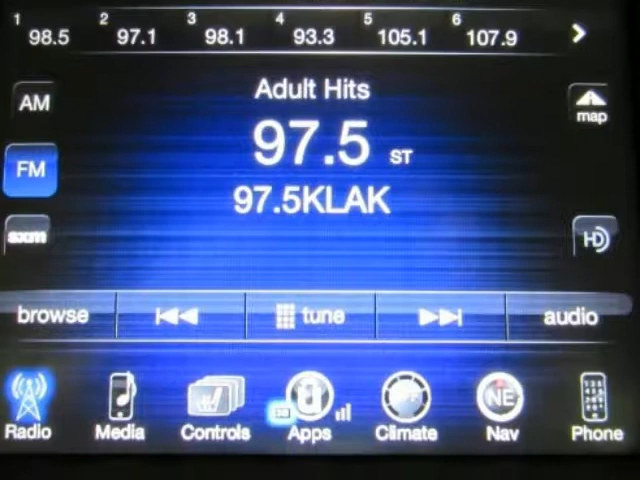 1 98.5 2 97.1 3 98.1 4 93.3 5 105.1 6 107.9
Adult Hits
AM
map
97.5 ST
FM
97.5KLAK
sxm
HD
browse tune audio
NE
Radio Media Controls Apps Climate Nav Phone